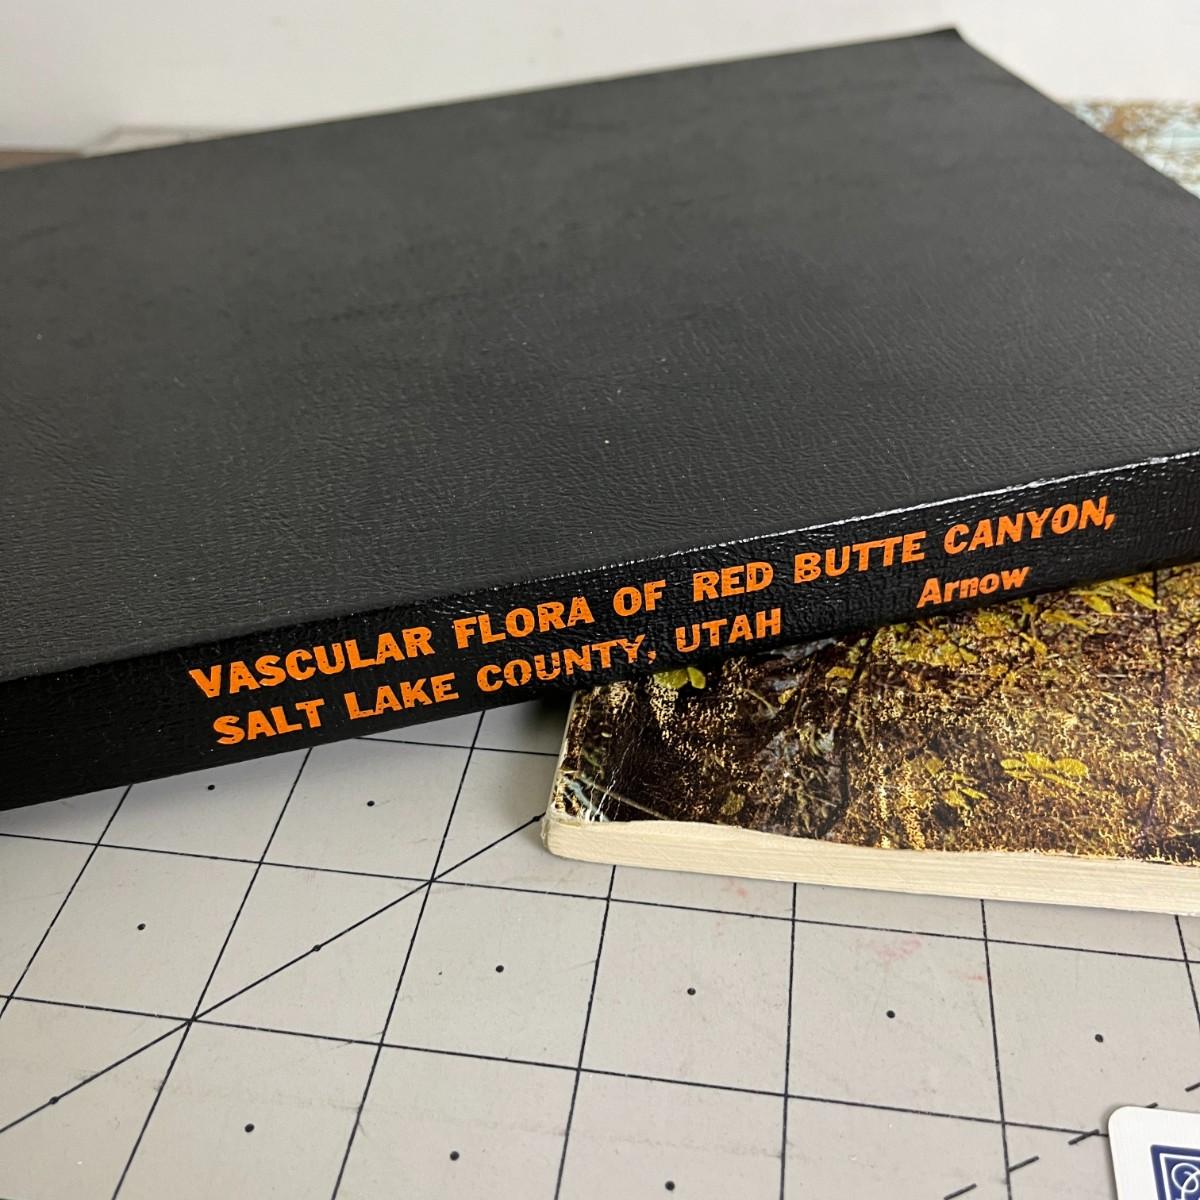 VASCULAR FLORA OF RED BUTTE CANYON,
SALT LAKE COUNTY, UTAH Arnow